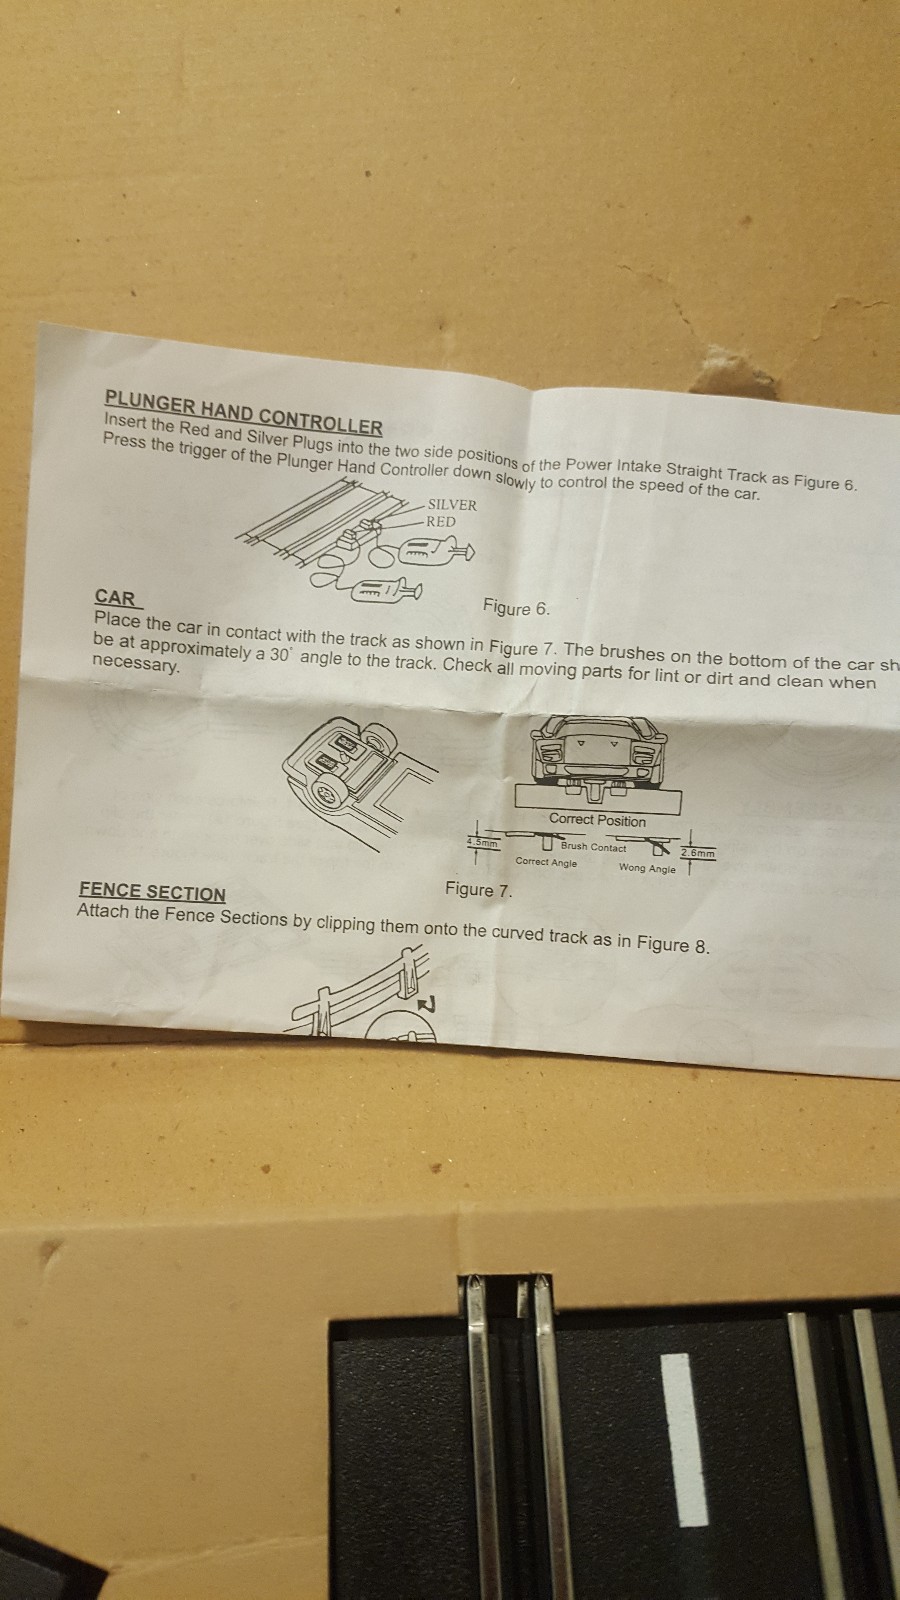 PLUNGER HAND CONTROLLER
Insert the Red and Silver Plugs into the two side positions of the Power Intake Straight Track as Figure 6.
Press the trigger of the Plunger Hand Controller down slowly to control the speed of the car.
SILVER
RED
Figure 6.
CAR
Place the car in contact with the track as shown in Figure 7. The brushes on the bottom of the car sh
be at approximately a 30° angle to the track. Check all moving parts for lint or dirt and clean when
necessary.
Correct Position
4.5mm
Brush Contact
2.6mm
Correct Angle
Wong Angle
Figure 7.
FENCE SECTION
Attach the Fence Sections by clipping them onto the curved track as in Figure 8.